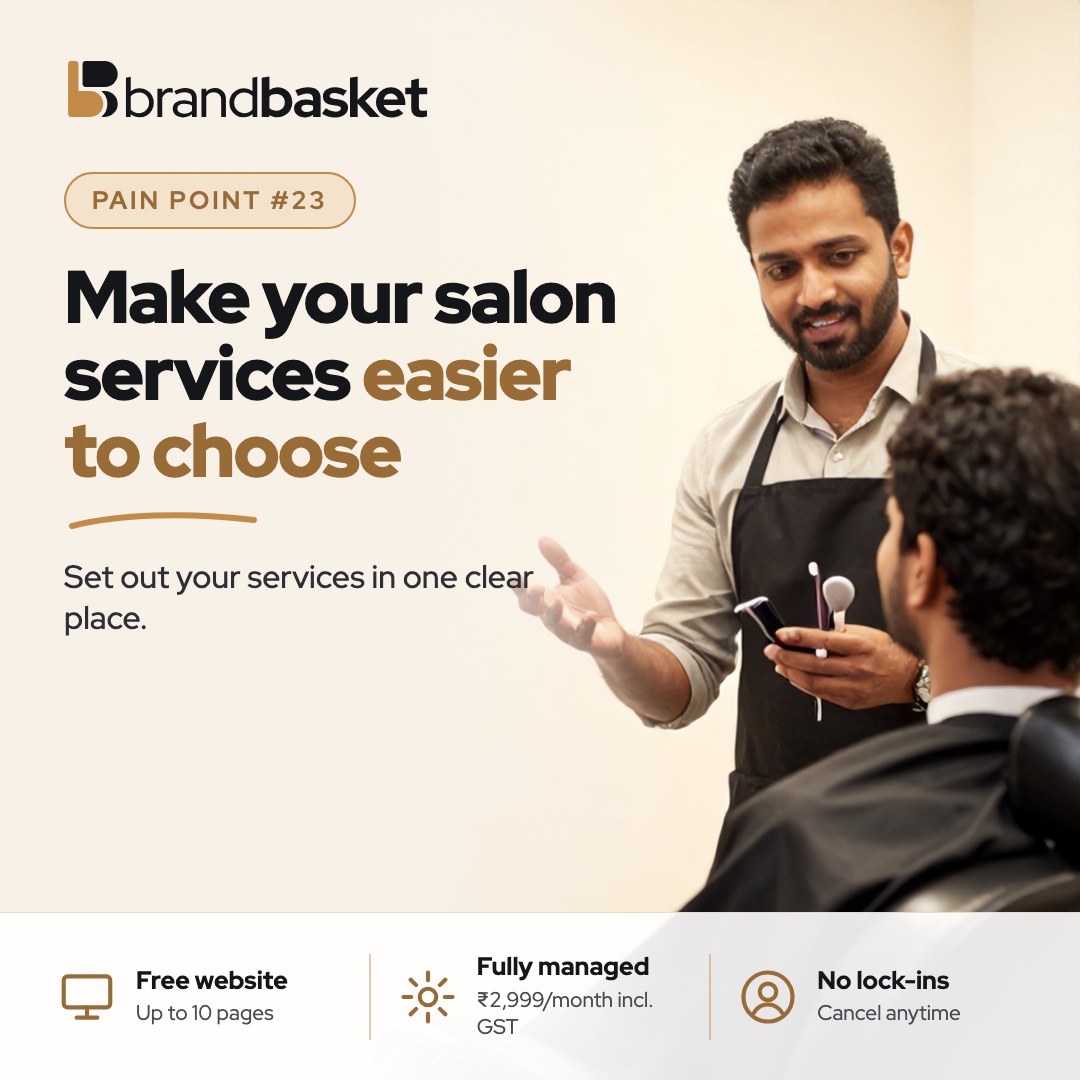 brandbasket
PAIN POINT #23
Make your salon
services easier
to choose
Set out your services in one clear
place.
Free website
Up to 10 pages
Fully managed
₹2,999/month incl.
GST
No lock-ins
Cancel anytime